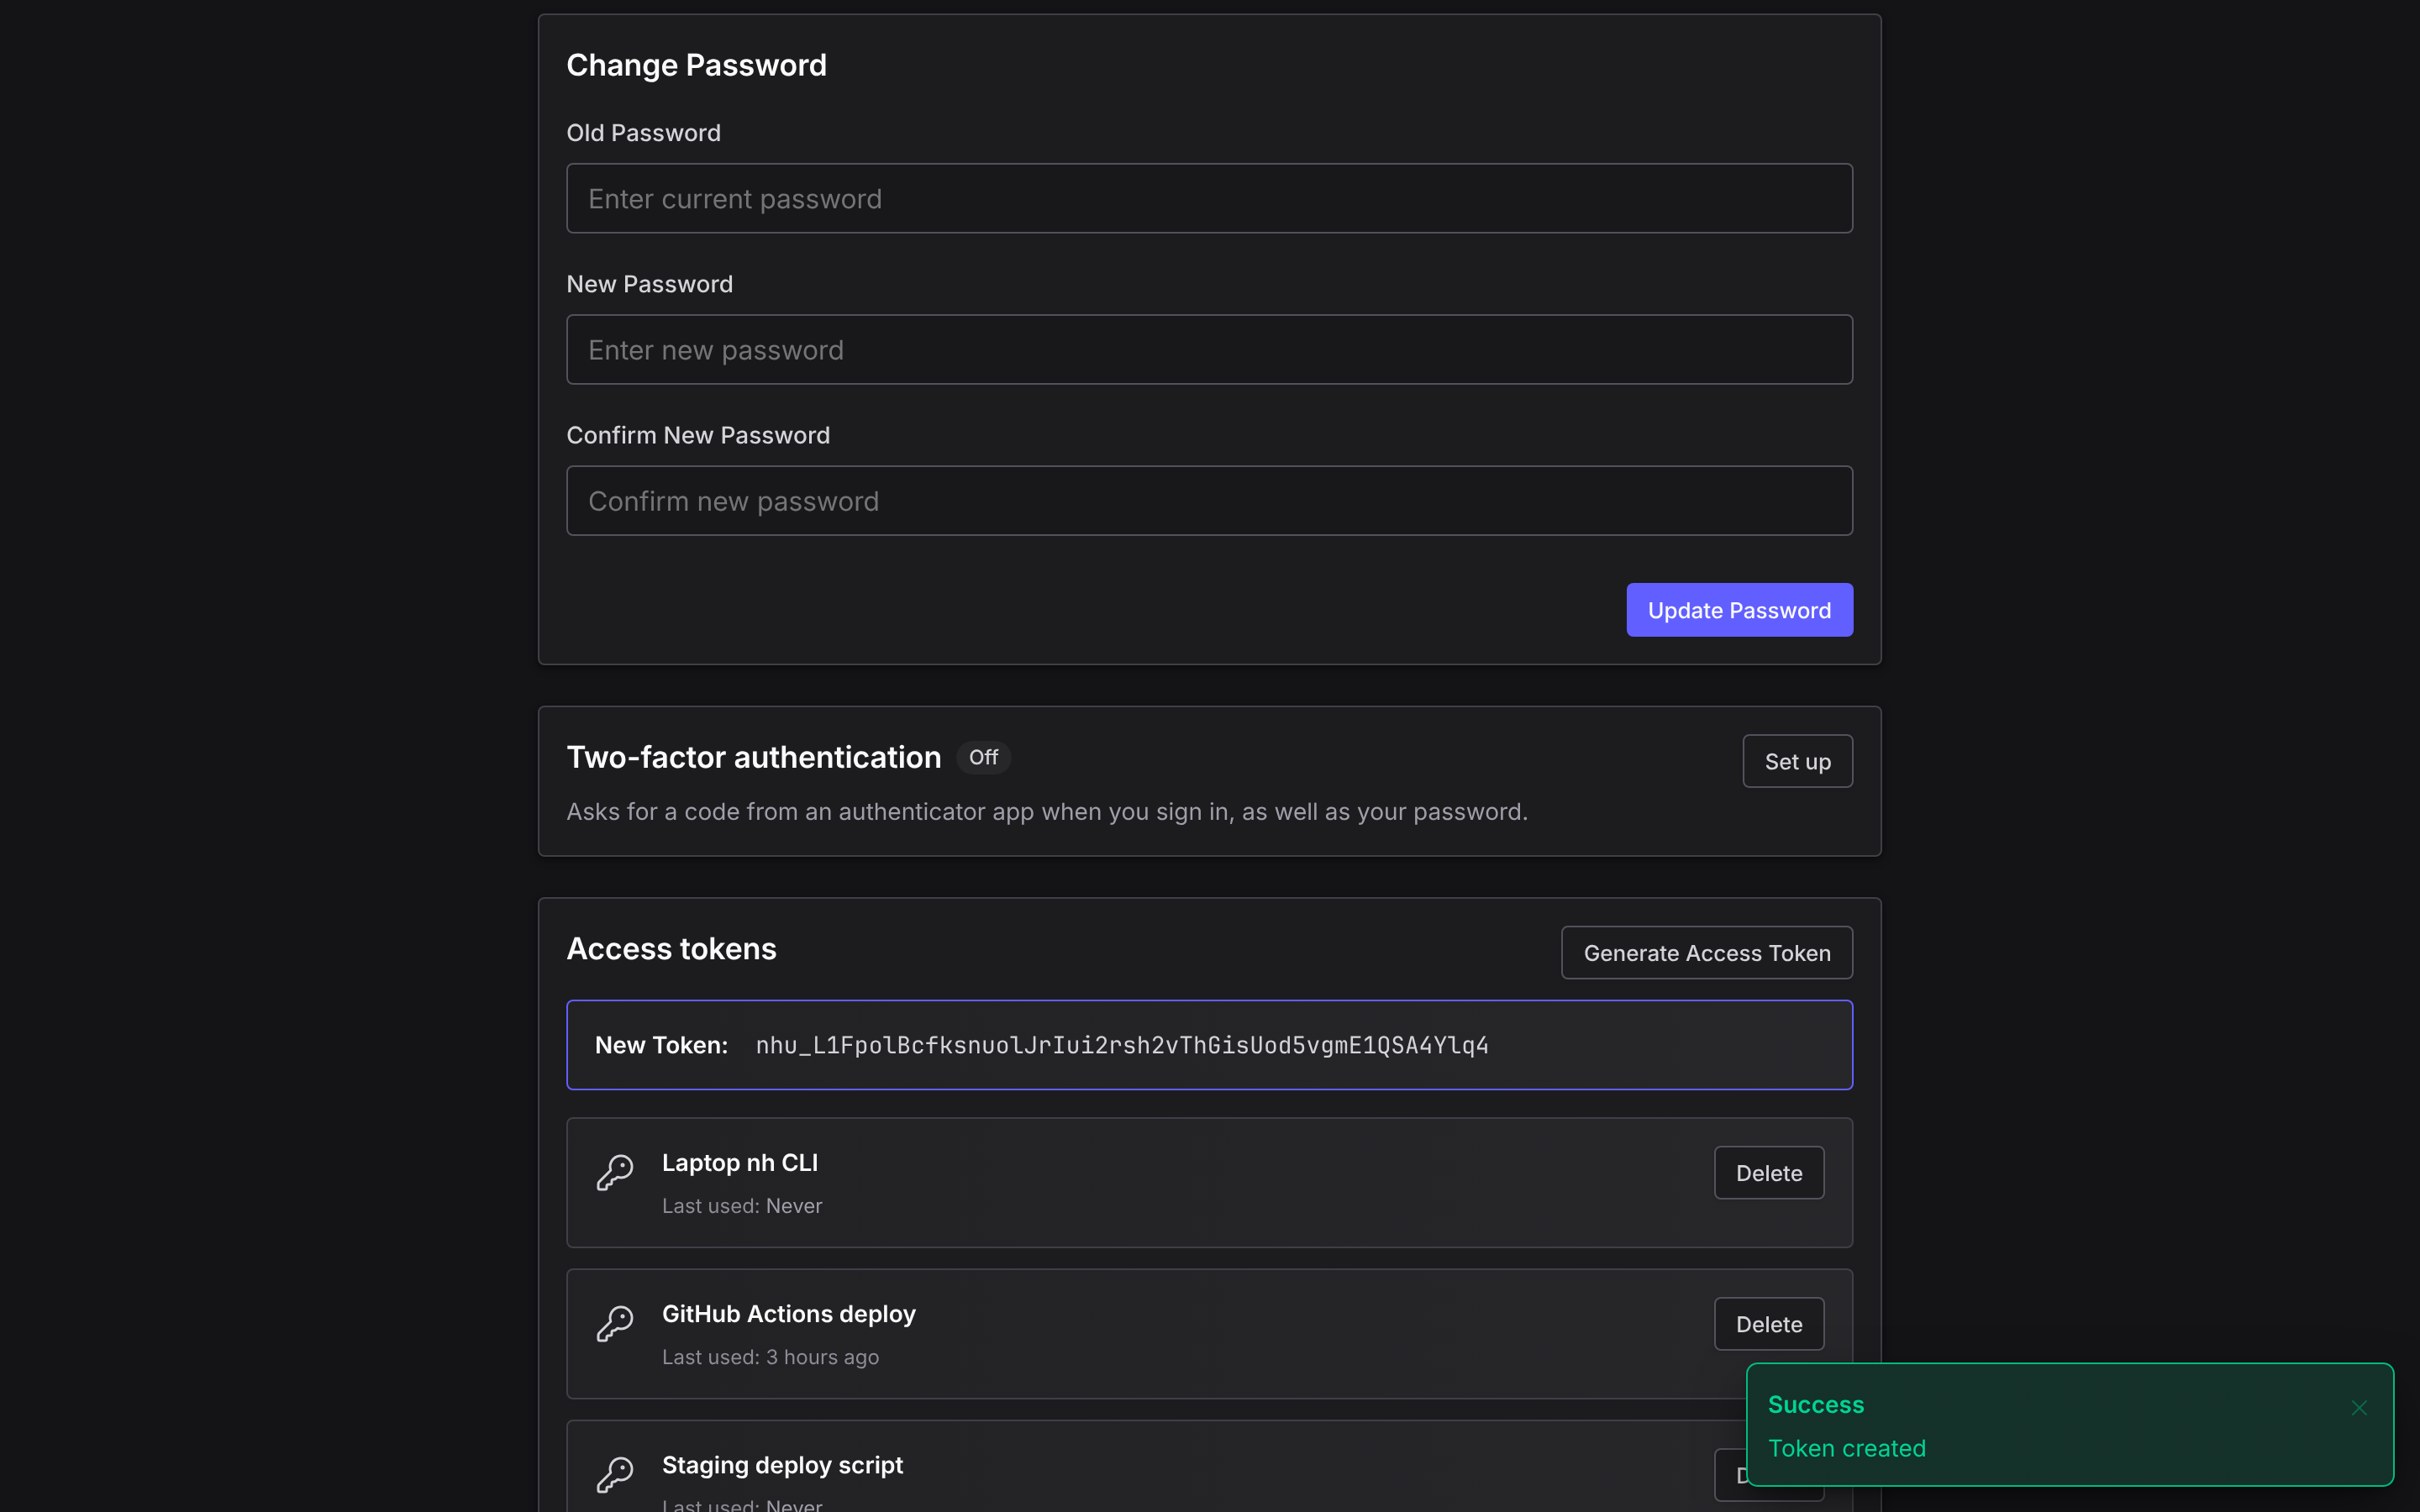 Change Password
Old Password
Enter current password
New Password
Enter new password
Confirm New Password
Confirm new password
Update Password
Two-factor authentication Off
Set up
Asks for a code from an authenticator app when you sign in, as well as your password.
Access tokens
Generate Access Token
New Token: nhu_L1FpolBcfksnuolJrIui2rsh2vThGisUod5vgmE1QSA4Ylq4
Laptop nh CLI
Delete
Last used: Never
GitHub Actions deploy
Delete
Last used: 3 hours ago
Staging deploy script
Last used: Never
Success
Token created